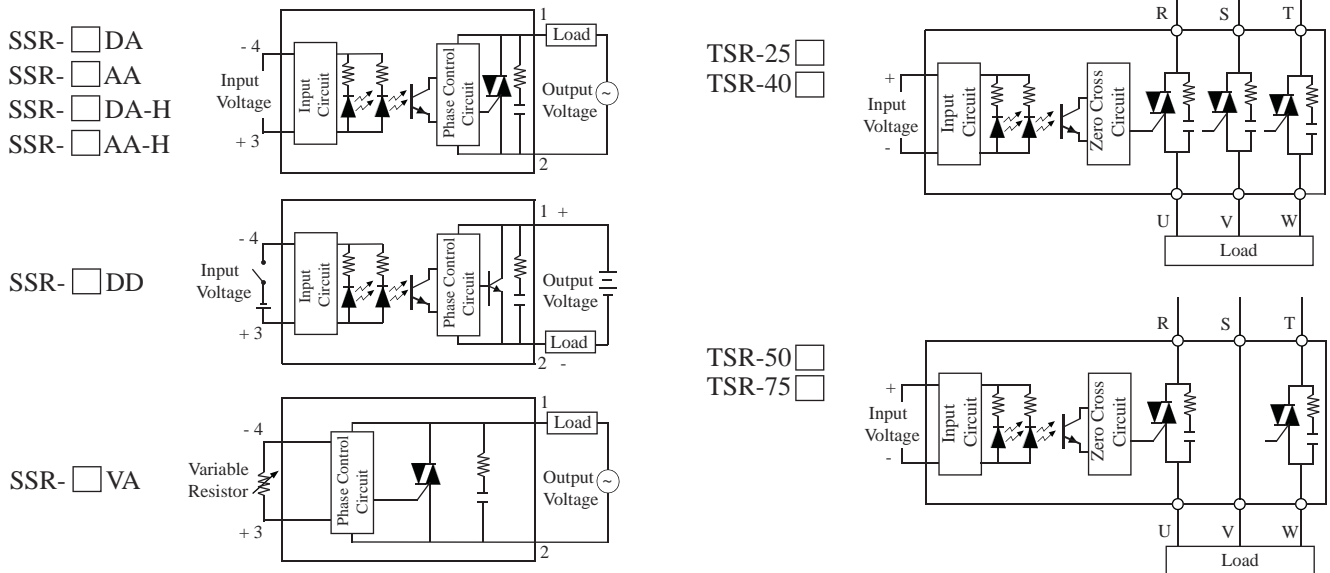 SSR- □DA
SSR- □AA
SSR- □DA-H
SSR- □AA-H
- 4
Input
Voltage
+ 3
Input
Circuit
Phase Control
Circuit
1
Load
Output
Voltage
~
2
SSR- □DD
- 4
Input
Voltage
+ 3
Input
Circuit
Phase Control
Circuit
1 +
Output
Voltage
Load
2 -
SSR- □VA
- 4
Variable
Resistor
+ 3
Phase Control
Circuit
1
Load
Output
Voltage
~
2
TSR-25□
TSR-40□
R S T
+
Input
Voltage
-
Input
Circuit
Zero Cross
Circuit
U V W
Load
TSR-50□
TSR-75□
R S T
+
Input
Voltage
-
Input
Circuit
Zero Cross
Circuit
U V W
Load